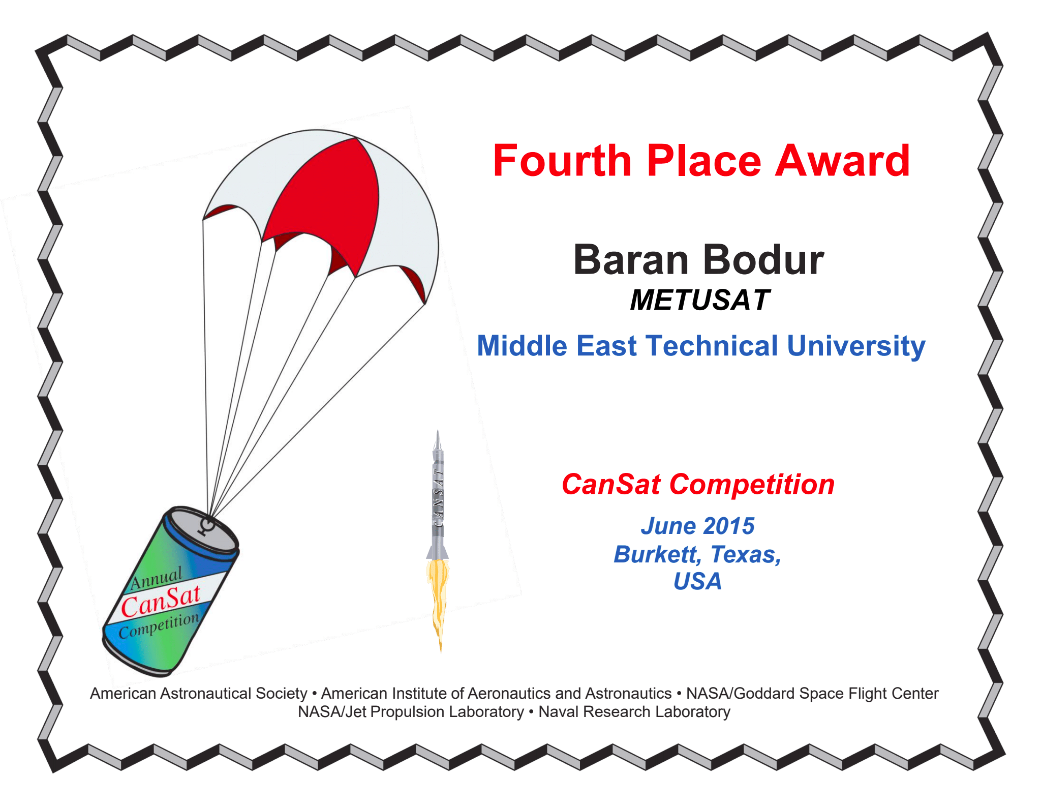 Fourth Place Award
Baran Bodur
METUSAT
Middle East Technical University
CANSAT
CanSat Competition
June 2015
Burkett, Texas,
USA
Annual
CanSat
Competition
American Astronautical Society • American Institute of Aeronautics and Astronautics • NASA/Goddard Space Flight Center
NASA/Jet Propulsion Laboratory • Naval Research Laboratory